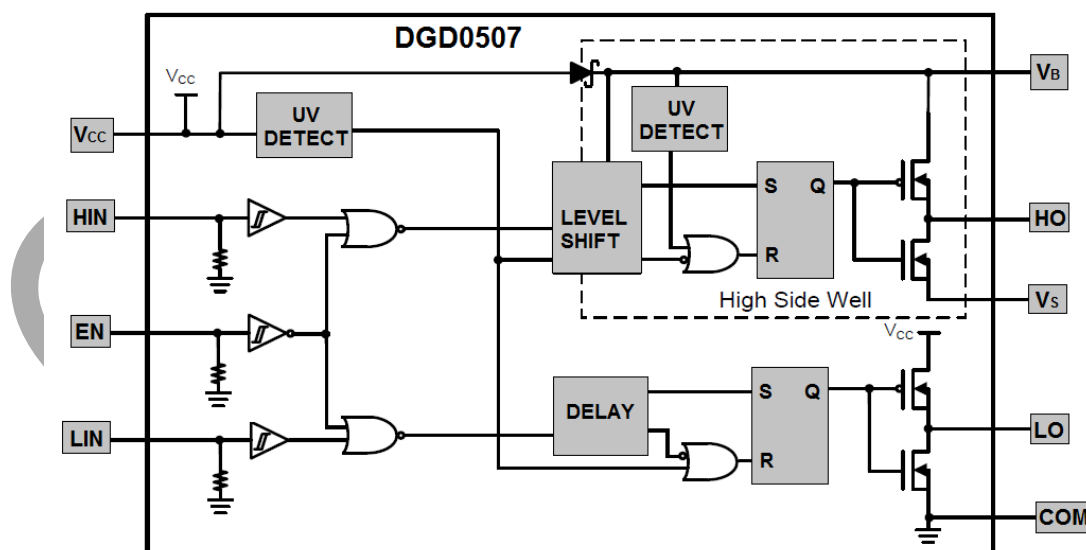 DGD0507
VCC
VB
VCC
UV
DETECT
UV
DETECT
S
Q
HIN
LEVEL
SHIFT
HO
R
High Side Well
VS
EN
VCC
DELAY
S
Q
LIN
LO
R
COM